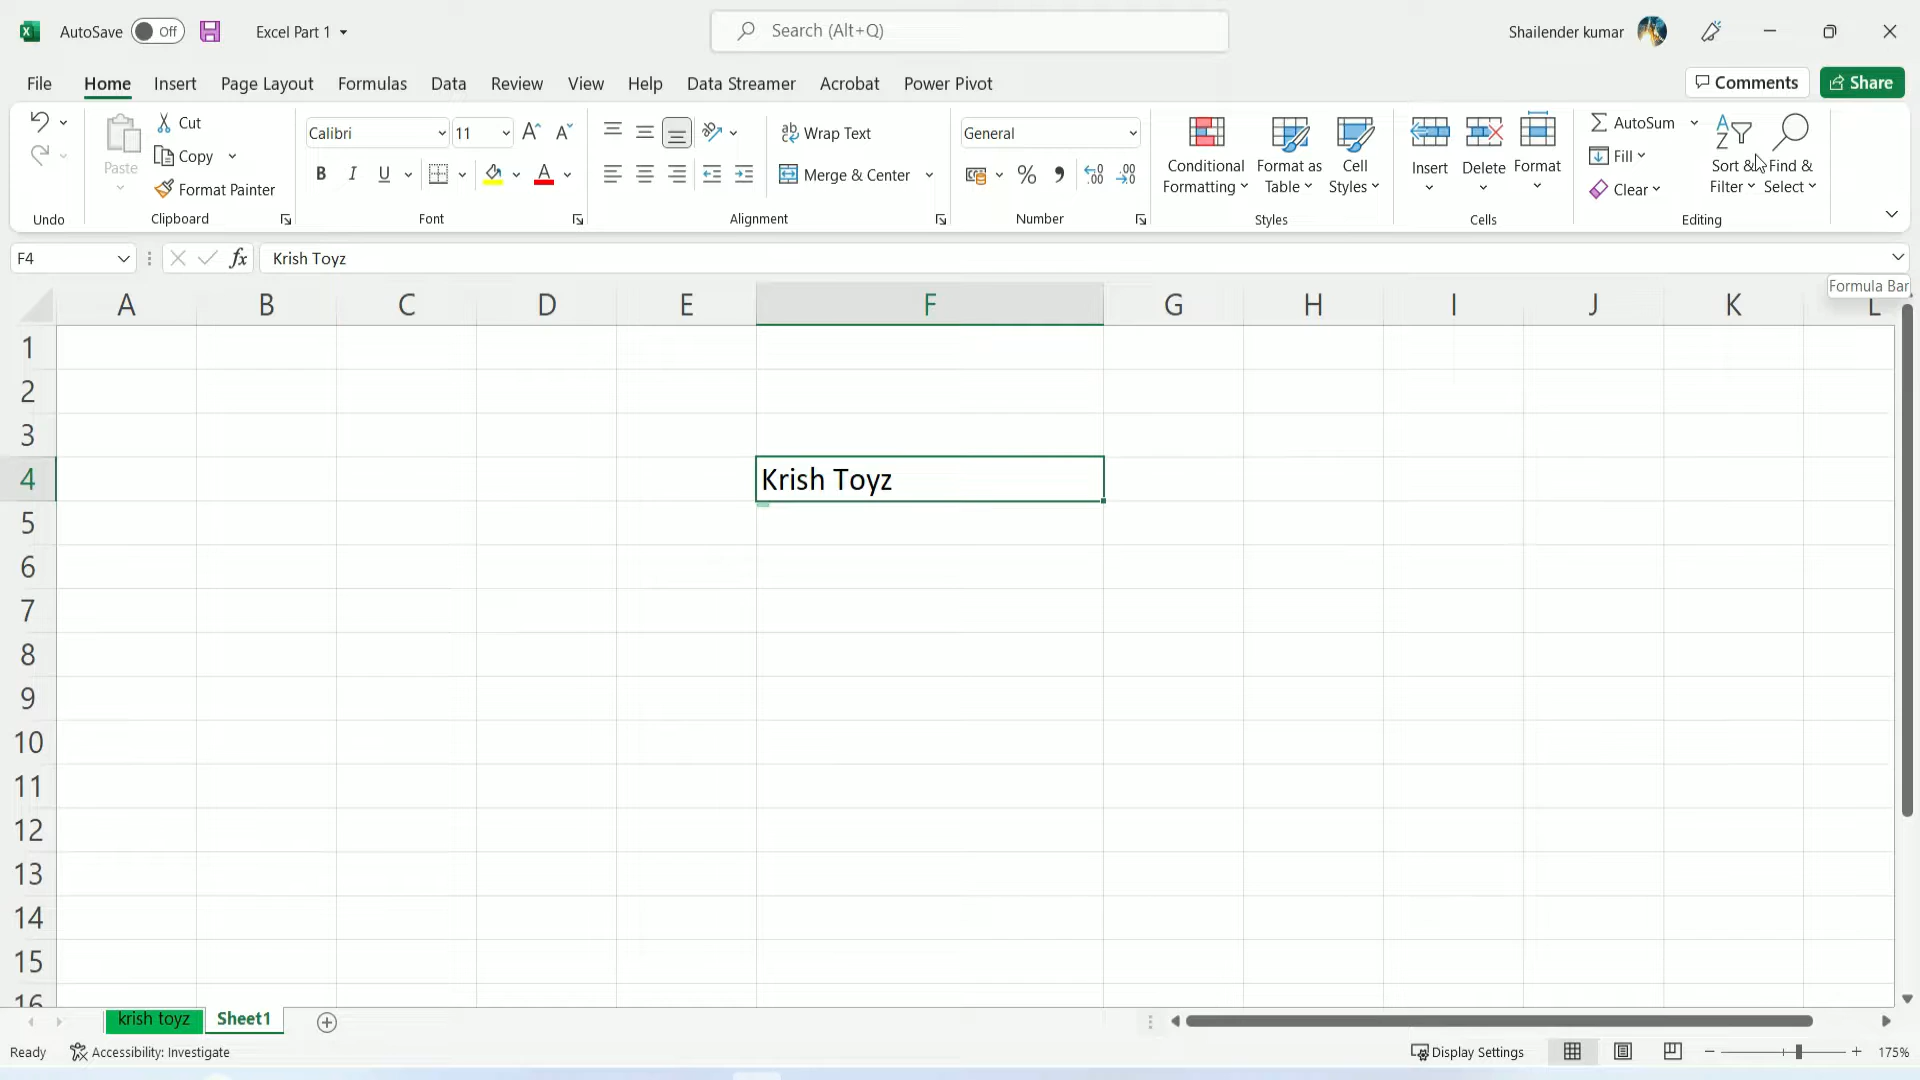 AutoSave Off Excel Part 1 Search (Alt+Q) Shailender kumar
File Home Insert Page Layout Formulas Data Review View Help Data Streamer Acrobat Power Pivot Comments Share
Paste
Cut
Copy
Format Painter
Calibri 11
B I U
ab Wrap Text
Merge & Center
General
% 9
Conditional Formatting
Format as Table
Cell Styles
Insert
Delete
Format
AutoSum
Fill
Clear
Sort & Filter
Find & Select
Undo Clipboard Font Alignment Number Styles Cells Editing
F4 fx Krish Toyz
Formula Bar
A B C D E F G H I J K L
1
2
3
4 Krish Toyz
5
6
7
8
9
10
11
12
13
14
15
16
krish toyz Sheet1
Ready Accessibility: Investigate Display Settings 175%